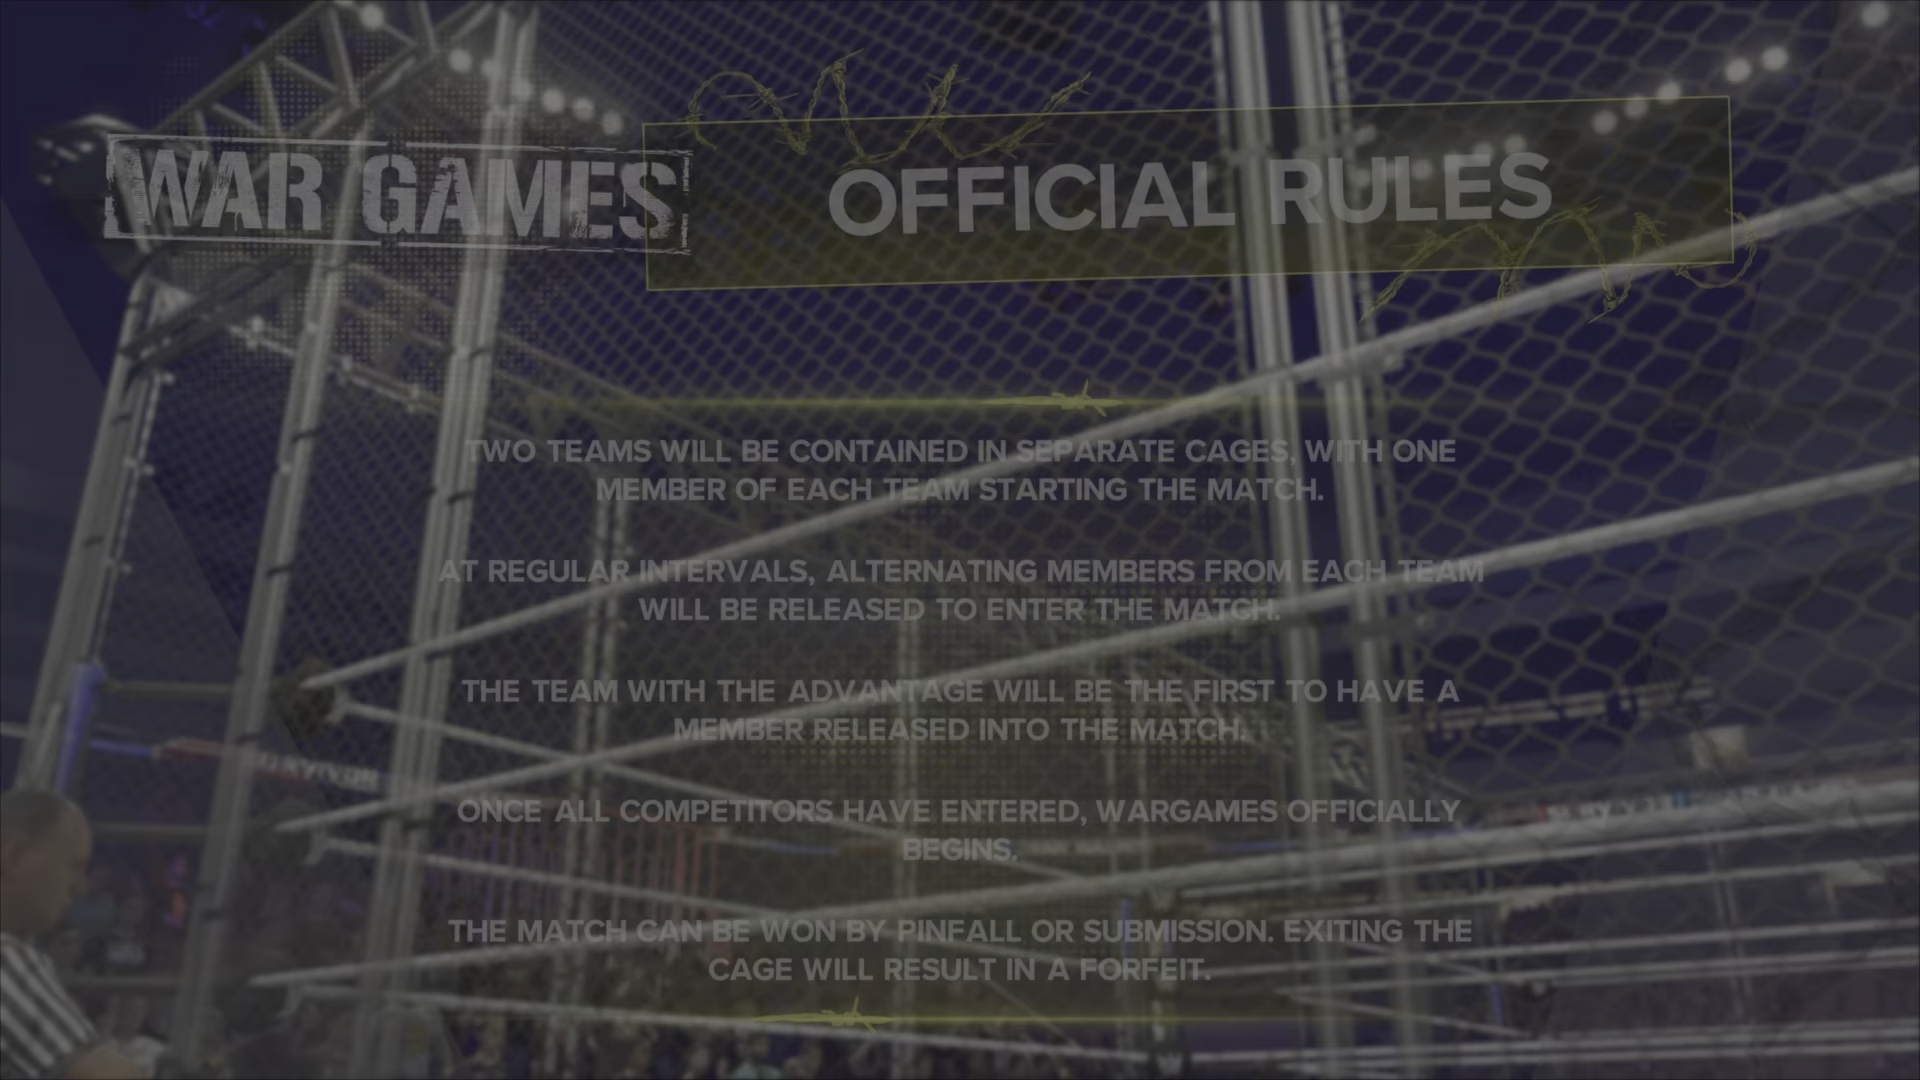 WAR GAMES
OFFICIAL RULES
TWO TEAMS WILL BE CONTAINED IN SEPARATE CAGES, WITH ONE
MEMBER OF EACH TEAM STARTING THE MATCH.
AT REGULAR INTERVALS, ALTERNATING MEMBERS FROM EACH TEAM
WILL BE RELEASED TO ENTER THE MATCH.
THE TEAM WITH THE ADVANTAGE WILL BE THE FIRST TO HAVE A
MEMBER RELEASED INTO THE MATCH.
ONCE ALL COMPETITORS HAVE ENTERED, WARGAMES OFFICIALLY
BEGINS.
THE MATCH CAN BE WON BY PINFALL OR SUBMISSION. EXITING THE
CAGE WILL RESULT IN A FORFEIT.